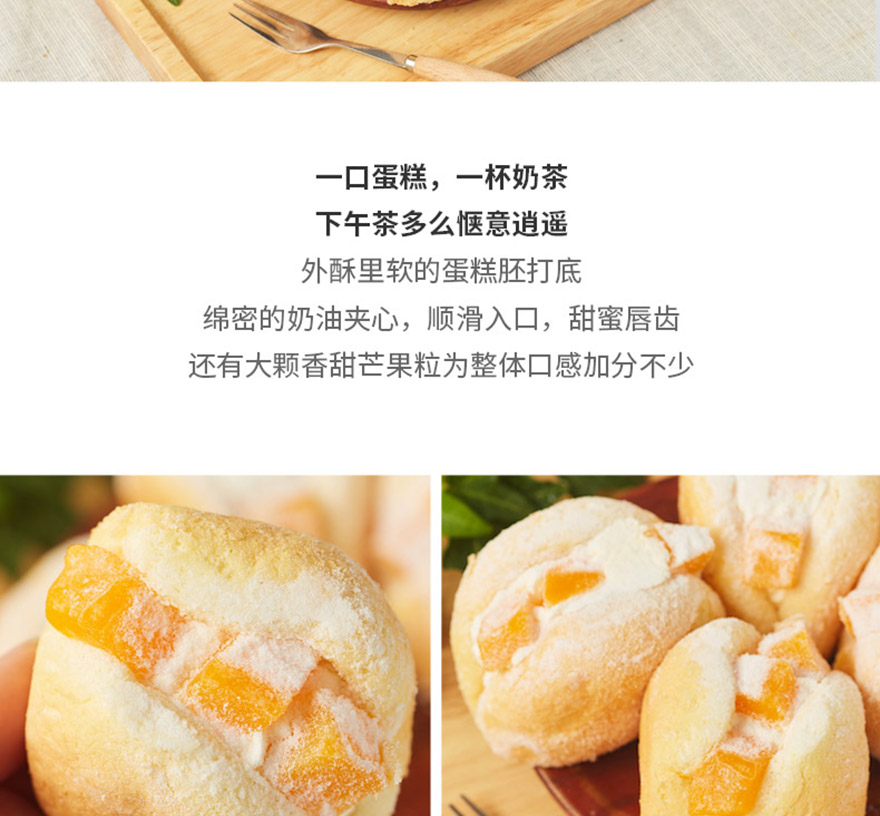 一口蛋糕，一杯奶茶
下午茶多么惬意逍遥
外酥里软的蛋糕胚打底
绵密的奶油夹心，顺滑入口，甜蜜唇齿
还有大颗香甜芒果粒为整体口感加分不少